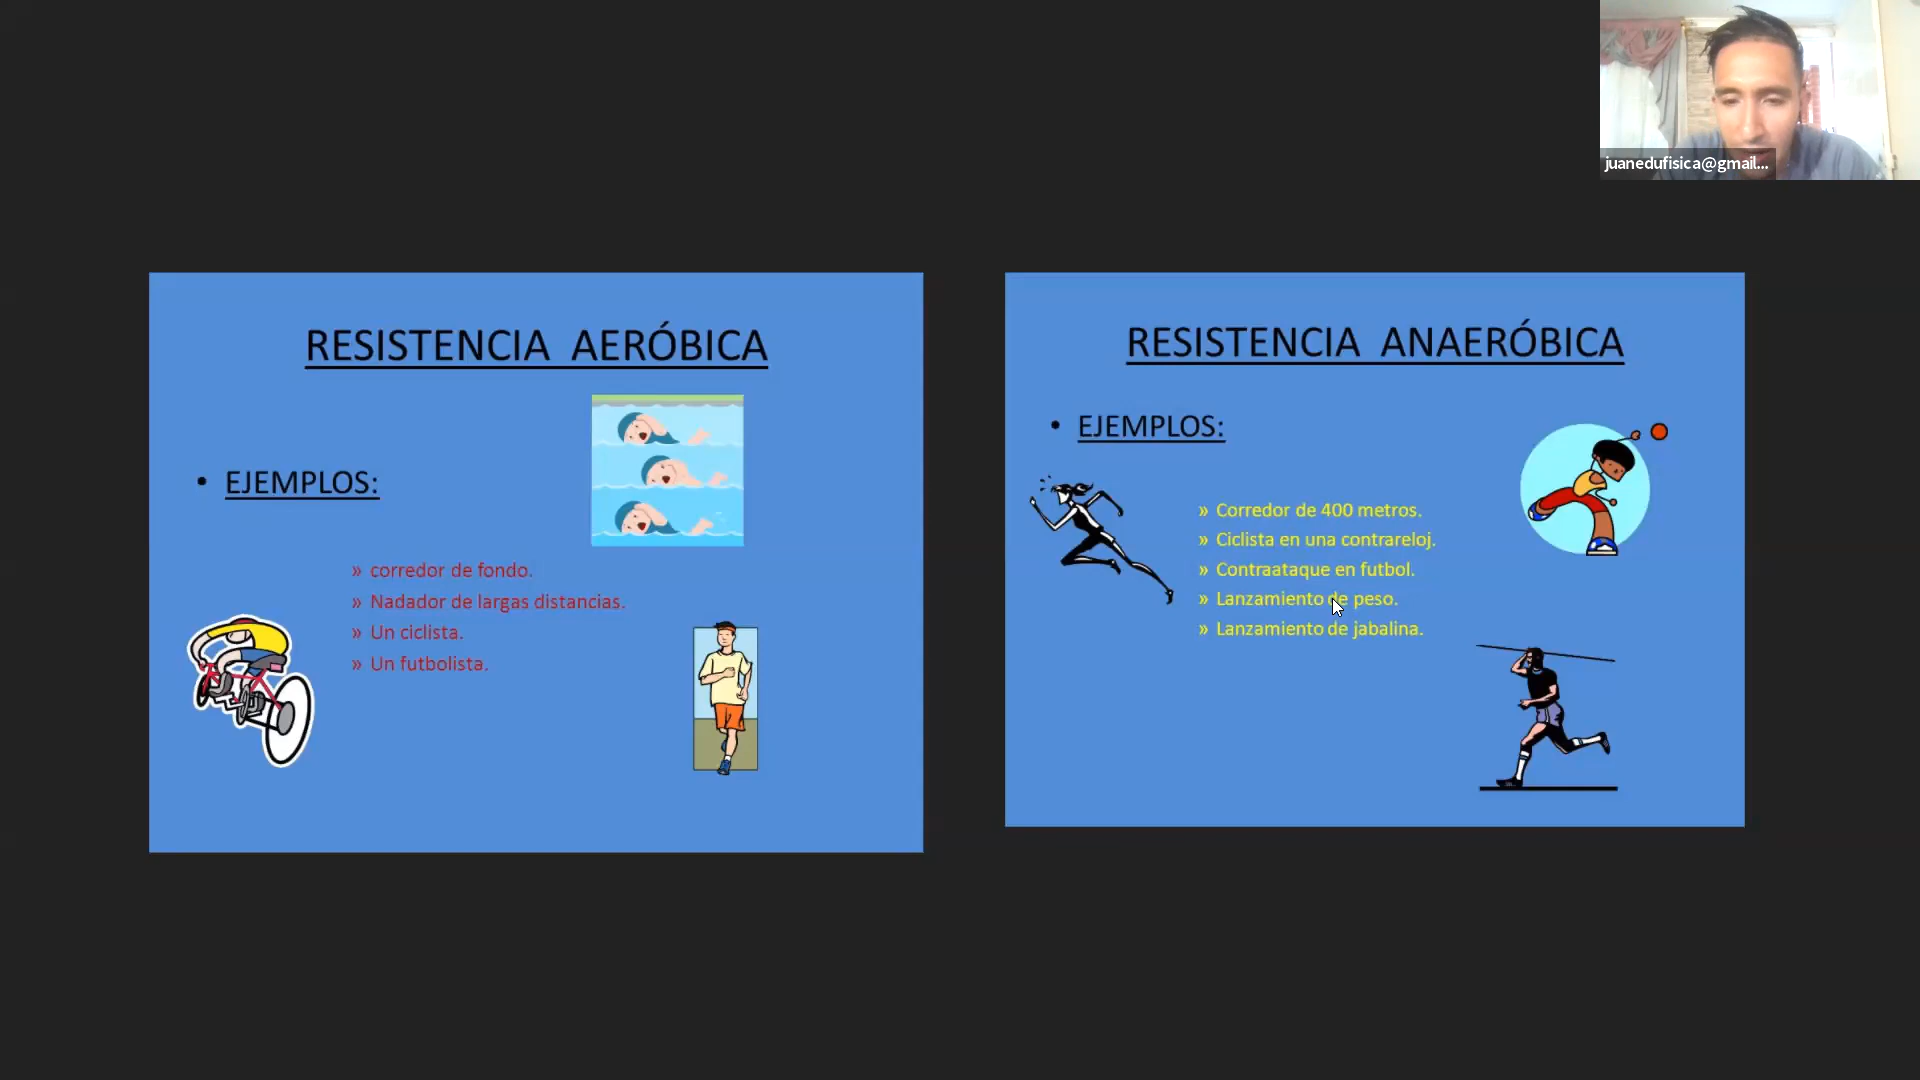 juanedufisica@gmail...
RESISTENCIA AERÓBICA
• EJEMPLOS:
» corredor de fondo.
» Nadador de largas distancias.
» Un ciclista.
» Un futbolista.
RESISTENCIA ANAERÓBICA
• EJEMPLOS:
» Corredor de 400 metros.
» Ciclista en una contrareloj.
» Contraataque en futbol.
» Lanzamiento de peso.
» Lanzamiento de jabalina.